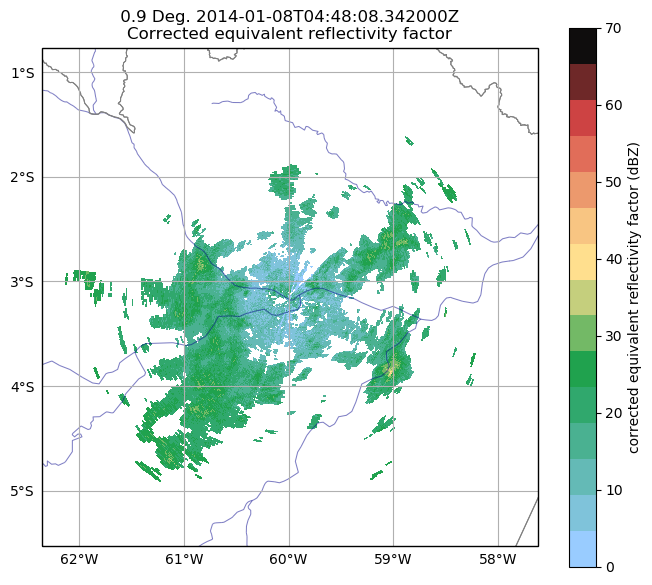 0.9 Deg. 2014-01-08T04:48:08.342000Z
Corrected equivalent reflectivity factor
1°S
2°S
3°S
4°S
5°S
62°W
61°W
60°W
59°W
58°W
70
60
50
40
30
20
10
0
corrected equivalent reflectivity factor (dBZ)